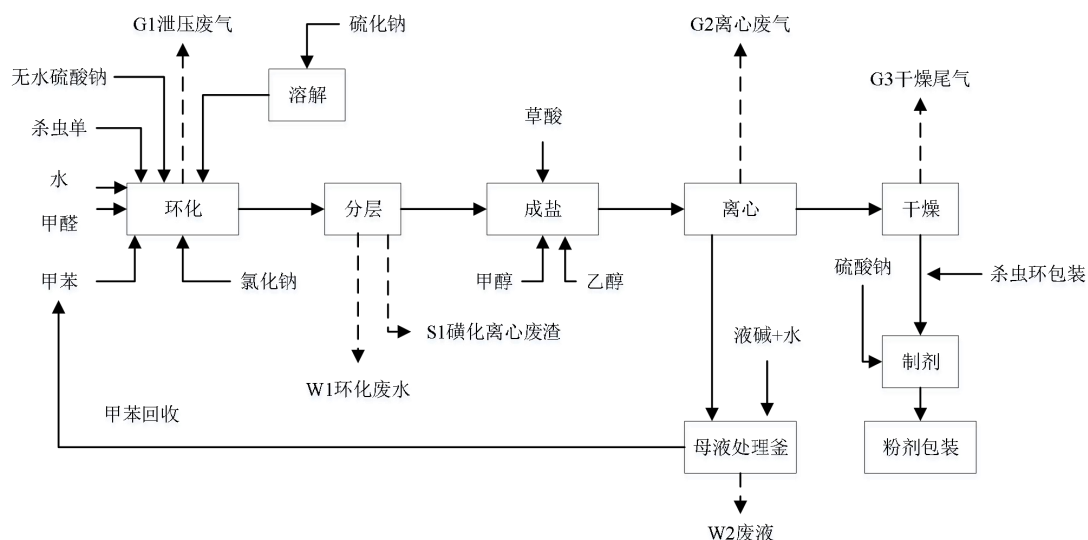 G1泄压废气
硫化钠
G2离心废气
无水硫酸钠
溶解
G3干燥尾气
杀虫单
草酸
水
环化
分层
成盐
离心
干燥
甲醛
甲苯
氯化钠
甲醇
乙醇
硫酸钠
杀虫环包装
S1磺化离心废渣
液碱+水
制剂
W1环化废水
甲苯回收
母液处理釜
粉剂包装
W2废液